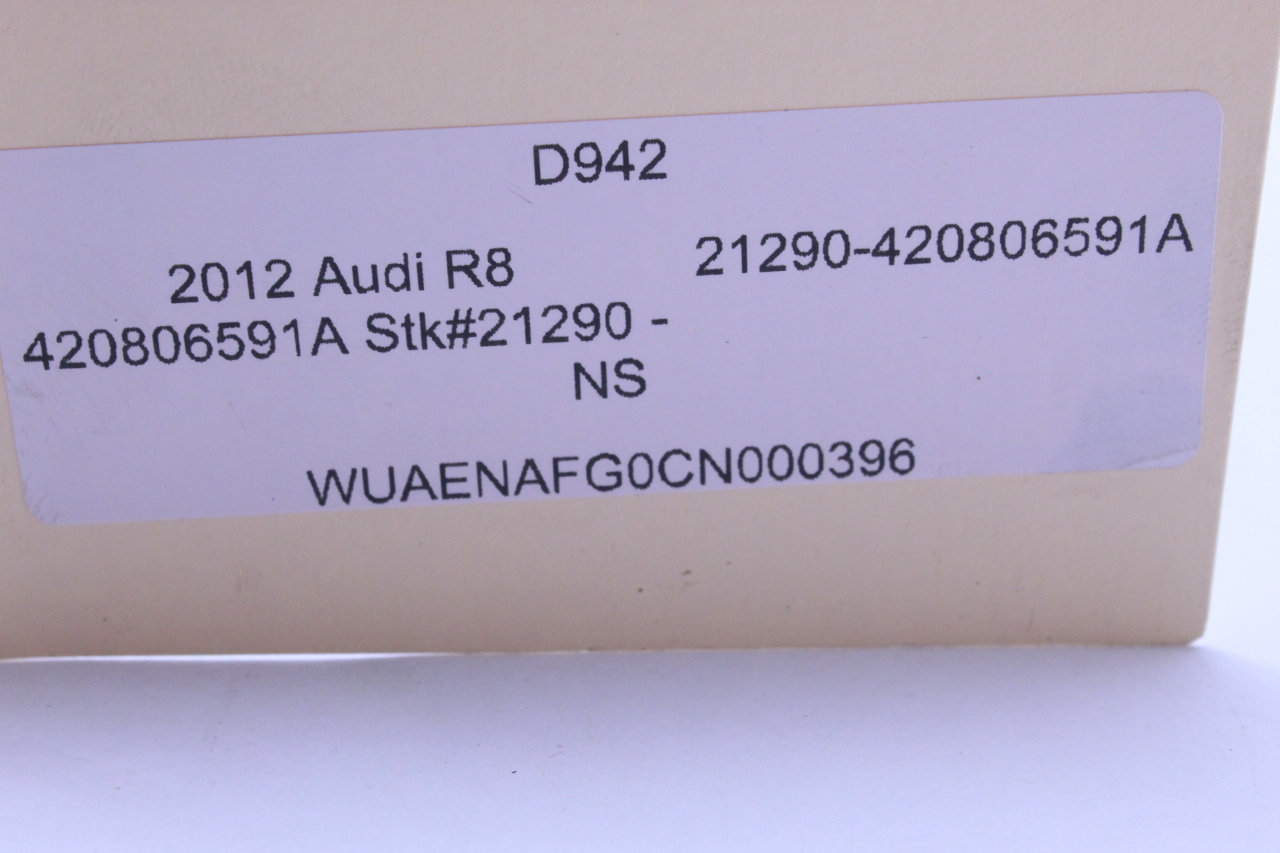 D942
2012 Audi R8
21290-420806591A
420806591A Stk#21290 -
NS
WUAENAFG0CN000396